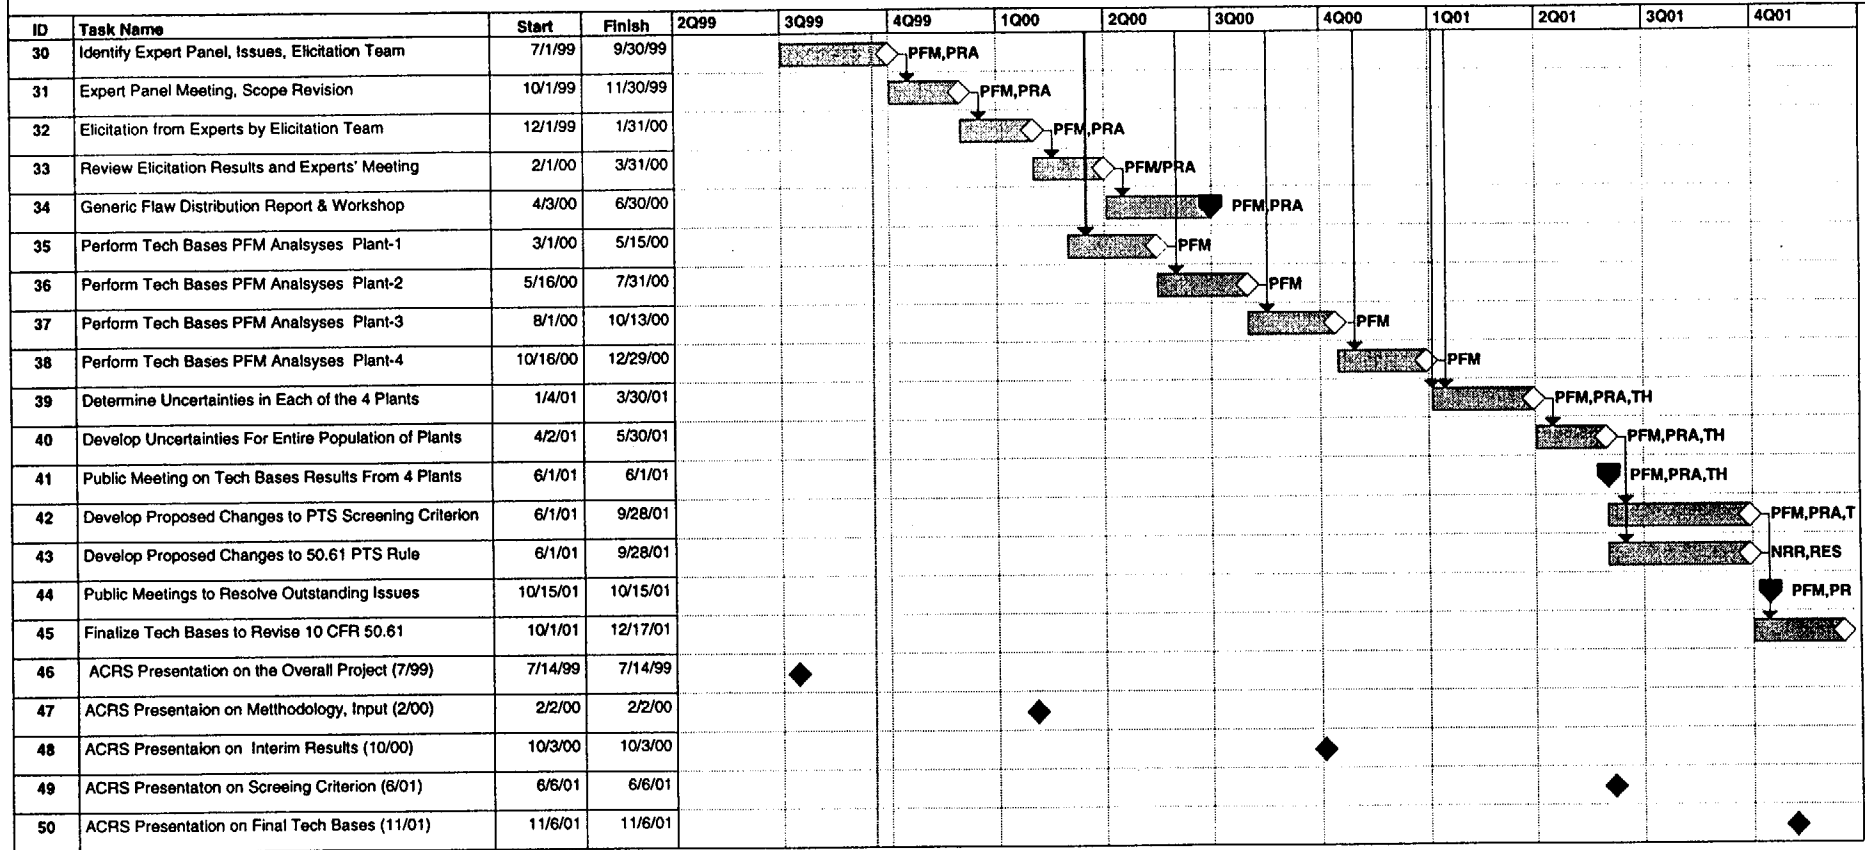 ID Task Name Start Finish 2Q99 3Q99 4Q99 1Q00 2Q00 3Q00 4Q00 1Q01 2Q01 3Q01 4Q01
30 Identify Expert Panel, Issues, Elicitation Team 7/1/99 9/30/99 PFM,PRA
31 Expert Panel Meeting, Scope Revision 10/1/99 11/30/99 PFM,PRA
32 Elicitation from Experts by Elicitation Team 12/1/99 1/31/00 PFM,PRA
33 Review Elicitation Results and Experts' Meeting 2/1/00 3/31/00 PFM/PRA
34 Generic Flaw Distribution Report & Workshop 4/3/00 6/30/00 PFM,PRA
35 Perform Tech Bases PFM Analsyses Plant-1 3/1/00 5/15/00 PFM
36 Perform Tech Bases PFM Analsyses Plant-2 5/16/00 7/31/00 PFM
37 Perform Tech Bases PFM Analsyses Plant-3 8/1/00 10/13/00 PFM
38 Perform Tech Bases PFM Analsyses Plant-4 10/16/00 12/29/00 PFM
39 Determine Uncertainties in Each of the 4 Plants 1/4/01 3/30/01 PFM,PRA,TH
40 Develop Uncertainties For Entire Population of Plants 4/2/01 5/30/01 PFM,PRA,TH
41 Public Meeting on Tech Bases Results From 4 Plants 6/1/01 6/1/01 PFM,PRA,TH
42 Develop Proposed Changes to PTS Screening Criterion 6/1/01 9/28/01 PFM,PRA,T
43 Develop Proposed Changes to 50.61 PTS Rule 6/1/01 9/28/01 NRR,RES
44 Public Meetings to Resolve Outstanding Issues 10/15/01 10/15/01 PFM,PR
45 Finalize Tech Bases to Revise 10 CFR 50.61 10/1/01 12/17/01
46 ACRS Presentation on the Overall Project (7/99) 7/14/99 7/14/99
47 ACRS Presentaion on Metthodology, Input (2/00) 2/2/00 2/2/00
48 ACRS Presentaion on Interim Results (10/00) 10/3/00 10/3/00
49 ACRS Presentaton on Screeing Criterion (6/01) 6/6/01 6/6/01
50 ACRS Presentation on Final Tech Bases (11/01) 11/6/01 11/6/01